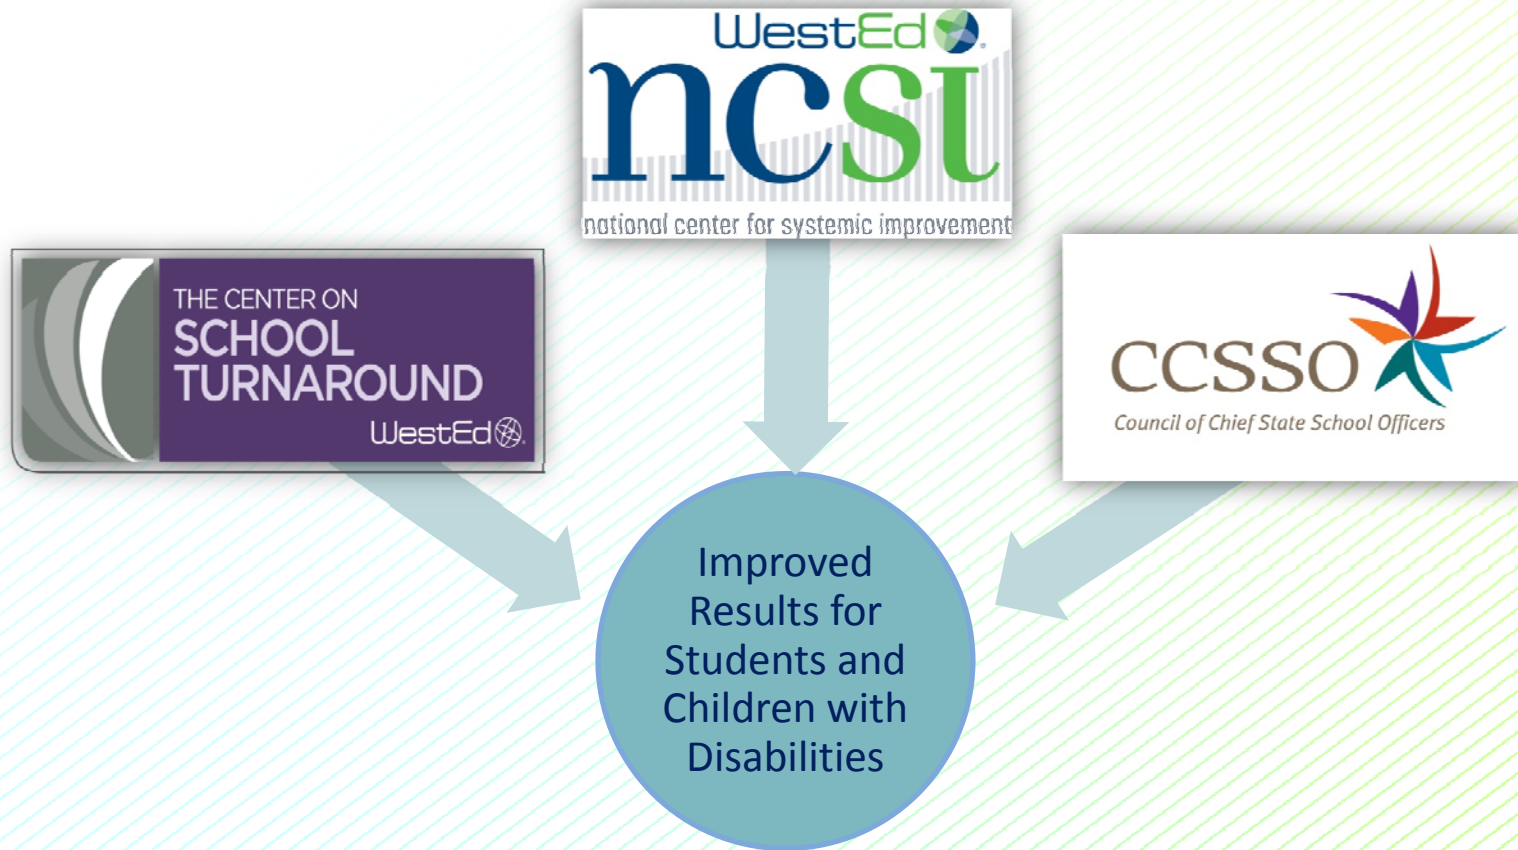 WestEd
ncsi
national center for systemic improvement
THE CENTER ON
SCHOOL
TURNAROUND
WestEd
CCSSO
Council of Chief State School Officers
Improved
Results for
Students and
Children with
Disabilities